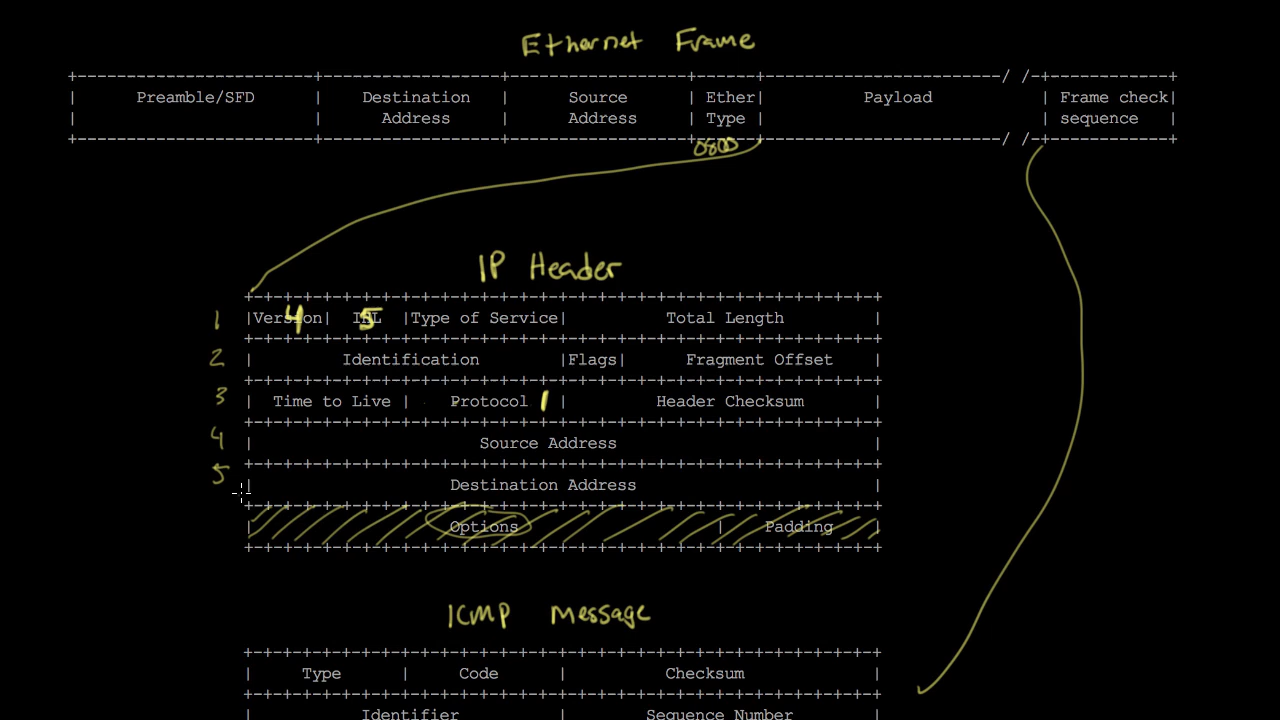 Ethernet Frame
Preamble/SFD Destination Source Ether Payload Frame check
Address Address Type sequence
0800
IP Header
1 Version 4 IHL 5 Type of Service Total Length
2 Identification Flags Fragment Offset
3 Time to Live Protocol 1 Header Checksum
4 Source Address
5 Destination Address
Options Padding
ICMP Message
Type Code Checksum
Identifier Sequence Number